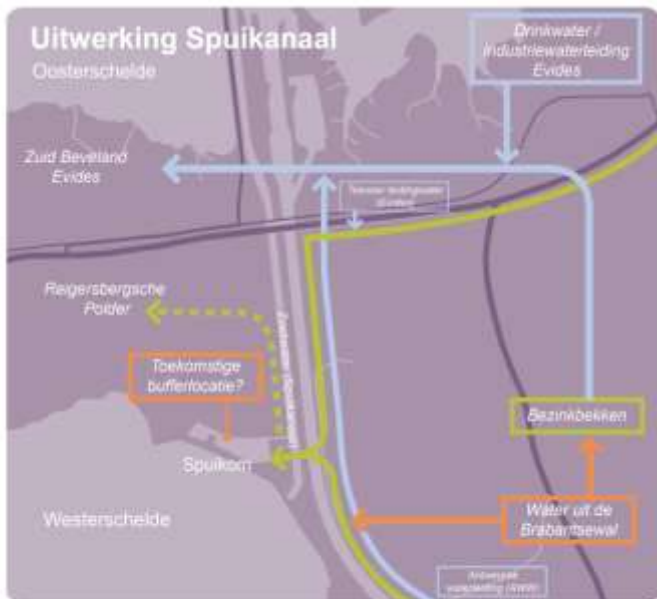 Uitwerking Spuikanaal
Oosterschelde
Drinkwater /
Industriewaterleiding
Evides
Zuid Beveland
Evides
Reigersbergsche
Polder
Toekomstige
bufferlocatie?
Spuikom
Westerschelde
Bezinkbekken
Water uit de
Brabantsewal